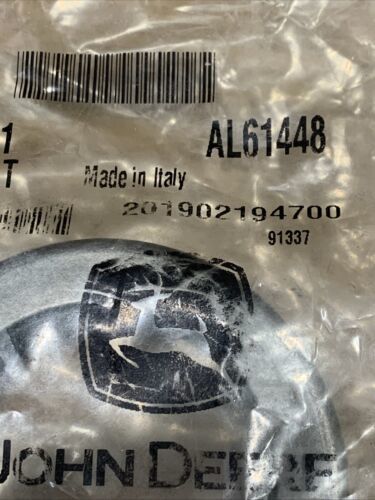 1
AL61448
T
Made in Italy
201902194700
91337
JOHN DEERE